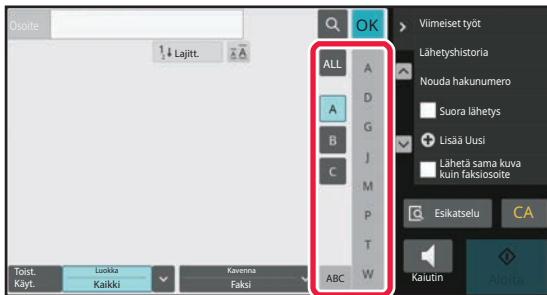 Osoite
OK
Lajitt.
ALL
A
B
C
ABC
A
D
G
J
M
P
T
W
Toist.
Käyt.
Luokka
Kaikki
Kavenna
Faksi
Viimeiset työt
Lähetyshistoria
Nouda hakunumero
Suora lähetys
Lisää Uusi
Lähetä sama kuva
kuin faksiosoite
Esikatselu
CA
Kaiutin
Aloita